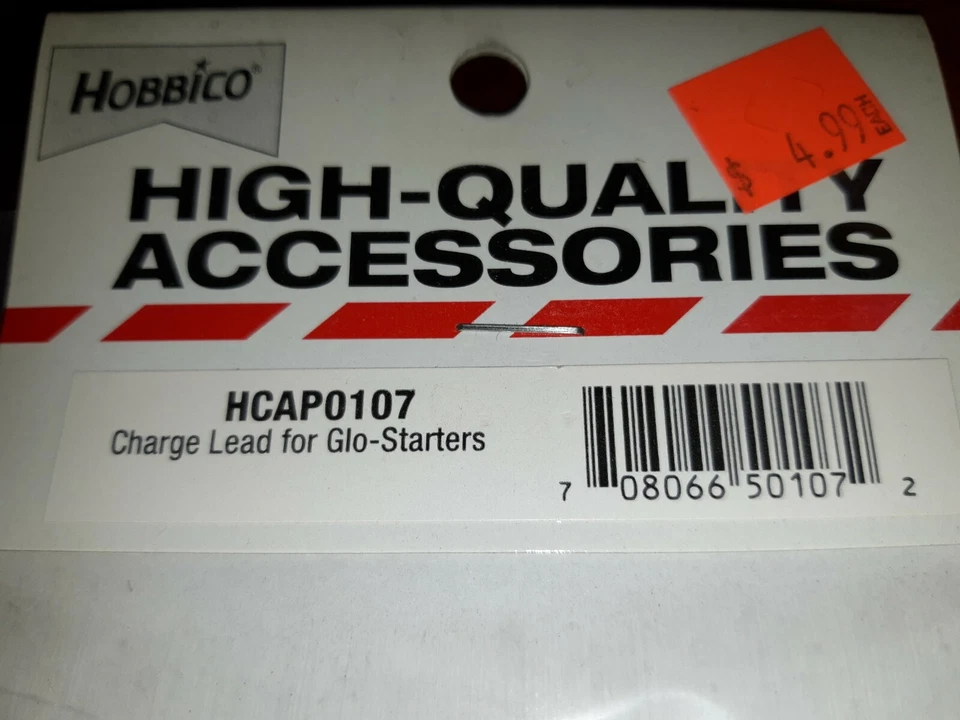 HOBBICO®
$ 4.99 EACH
HIGH-QUALITY
ACCESSORIES
HCAP0107
Charge Lead for Glo-Starters
7 08066 50107 2